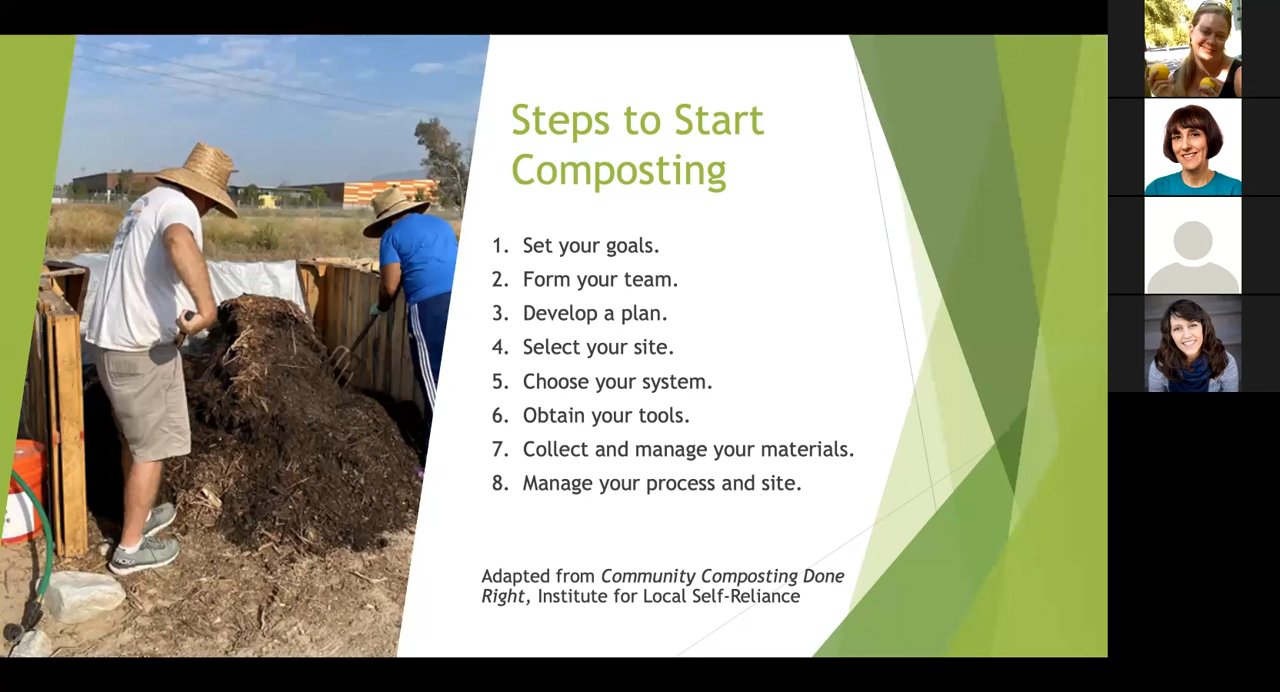 Steps to Start
Composting
1. Set your goals.
2. Form your team.
3. Develop a plan.
4. Select your site.
5. Choose your system.
6. Obtain your tools.
7. Collect and manage your materials.
8. Manage your process and site.
Adapted from Community Composting Done
Right, Institute for Local Self-Reliance